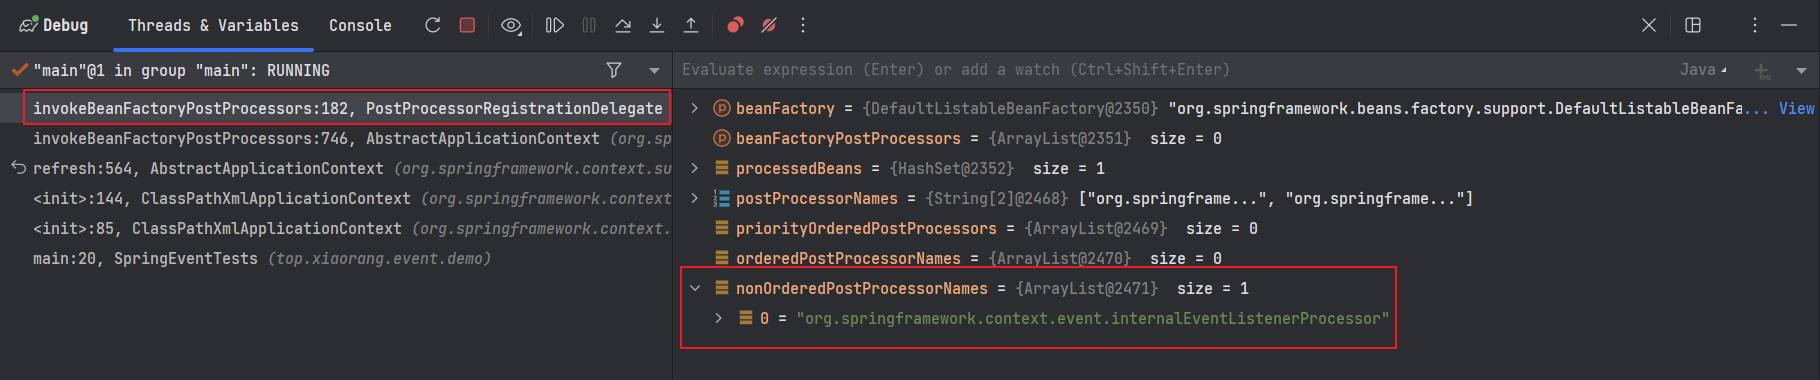 Debug Threads & Variables Console
"main"@1 in group "main": RUNNING
invokeBeanFactoryPostProcessors:182, PostProcessorRegistrationDelegate
invokeBeanFactoryPostProcessors:746, AbstractApplicationContext (org.sp
refresh:564, AbstractApplicationContext (org.springframework.context.su
<init>:144, ClassPathXmlApplicationContext (org.springframework.context
<init>:85, ClassPathXmlApplicationContext (org.springframework.context.
main:20, SpringEventTests (top.xiaorang.event.demo)
Evaluate expression (Enter) or add a watch (Ctrl+Shift+Enter) Java
beanFactory = {DefaultListableBeanFactory@2350} "org.springframework.beans.factory.support.DefaultListableBeanFa... View
beanFactoryPostProcessors = {ArrayList@2351} size = 0
processedBeans = {HashSet@2352} size = 1
postProcessorNames = {String[2]@2468} ["org.springframe...", "org.springframe..."]
priorityOrderedPostProcessors = {ArrayList@2469} size = 0
orderedPostProcessorNames = {ArrayList@2470} size = 0
nonOrderedPostProcessorNames = {ArrayList@2471} size = 1
0 = "org.springframework.context.event.internalEventListenerProcessor"